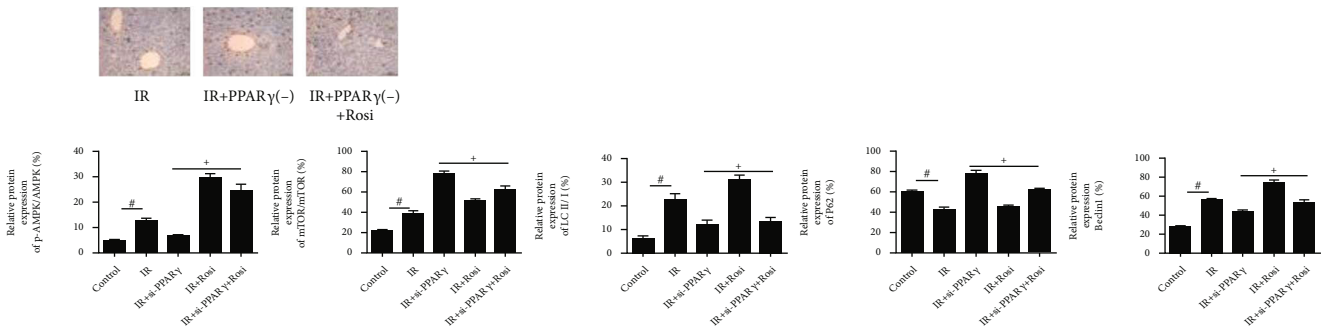 IR
IR+PPARγ(–)
IR+PPARγ(–)
+Rosi
Relative protein
expression
of p-AMPK/AMPK (%)
40
30
20
10
0
#
+
Control
IR
IR+si-PPARγ
IR+Rosi
IR+si-PPARγ+Rosi
Relative protein
expression
of mTOR/mTOR (%)
100
80
60
40
20
0
#
+
Control
IR
IR+si-PPARγ
IR+Rosi
IR+si-PPARγ+Rosi
Relative protein
expression
of LC II/ I (%)
40
30
20
10
0
#
+
Control
IR
IR+si-PPARγ
IR+Rosi
IR+si-PPARγ+Rosi
Relative protein
expression
of P62 (%)
100
80
60
40
20
0
#
+
Control
IR
IR+si-PPARγ
IR+Rosi
IR+si-PPARγ+Rosi
Relative protein
expression
Beclin1 (%)
100
80
60
40
20
0
#
+
Control
IR
IR+si-PPARγ
IR+Rosi
IR+si-PPARγ+Rosi